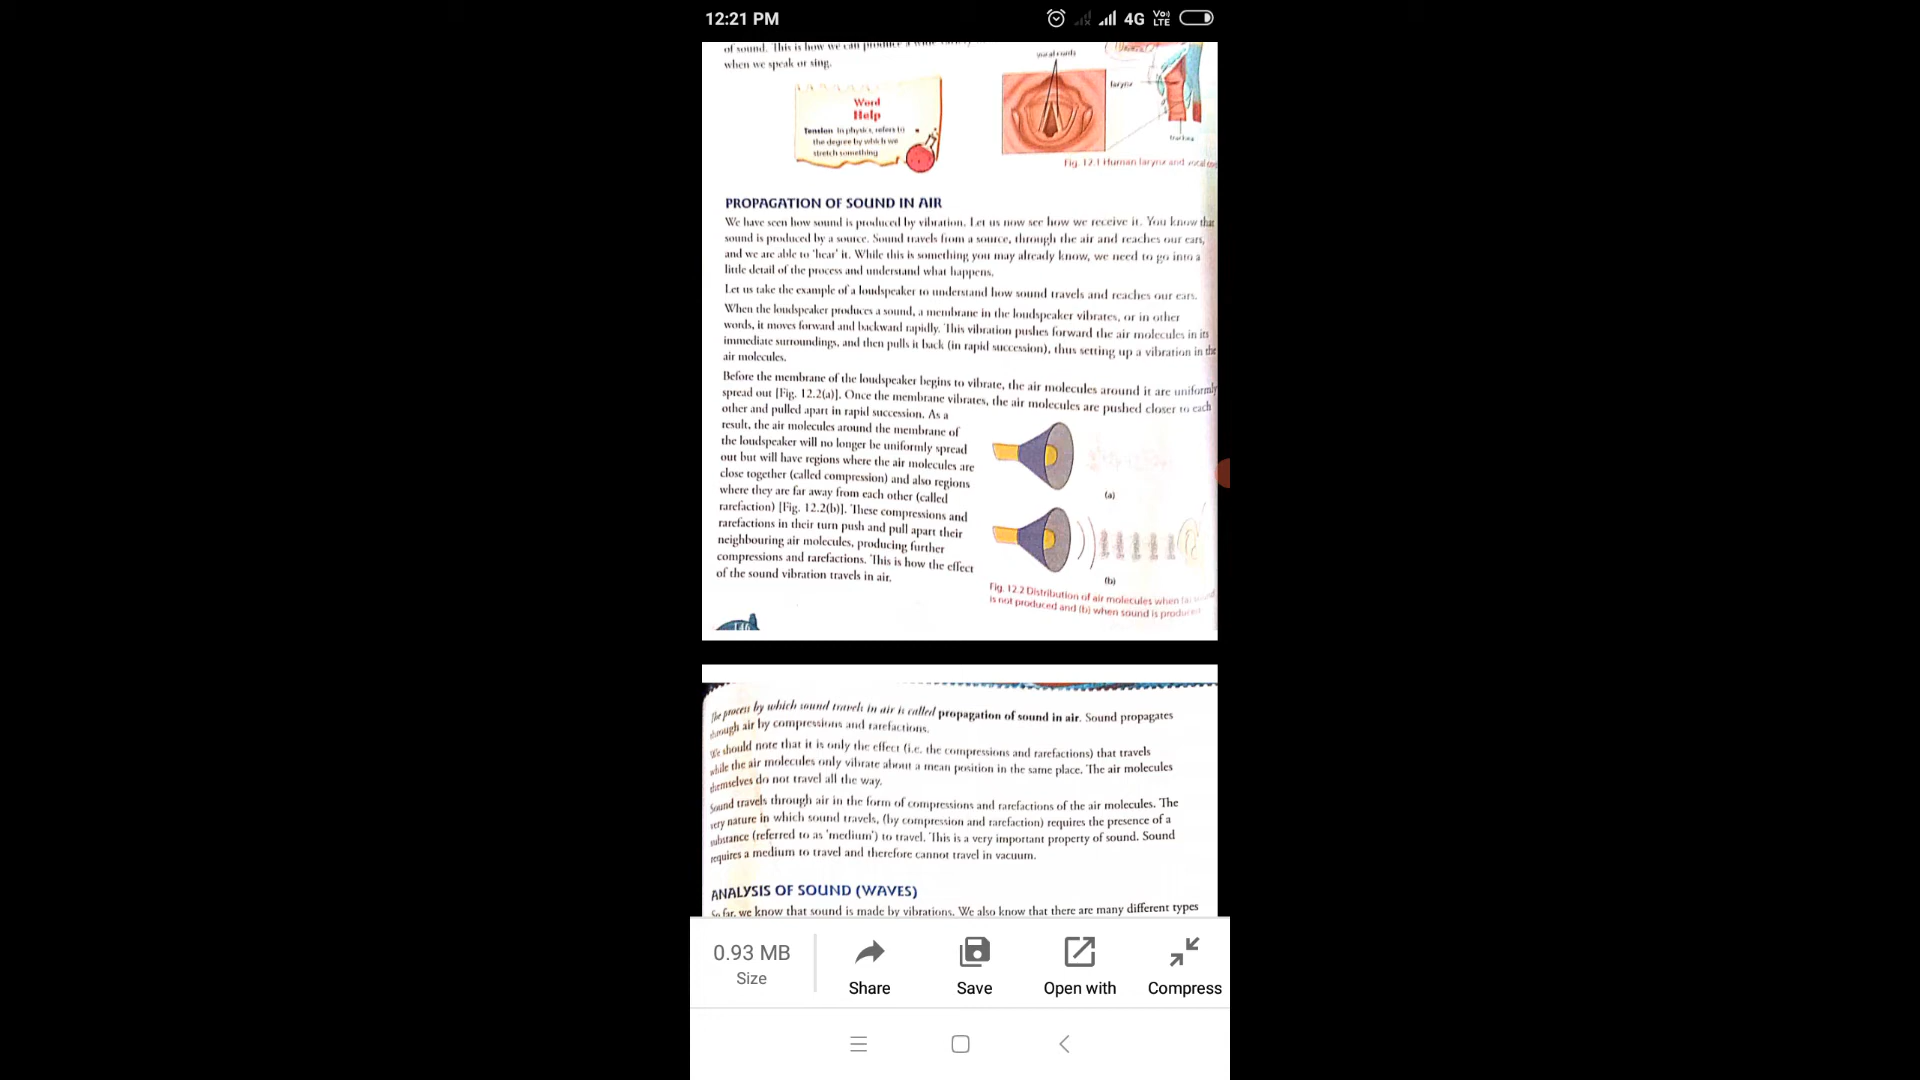 12:21 PM
4G
Vo)
LTE
of sound. This is how we can produce a wide
when we speak or sing.
vocal cords
larynx
trachea
Word
Help
Tension In physics, refers to
the degree by which we
stretch something
Fig. 12.1 Human larynx and vocal
PROPAGATION OF SOUND IN AIR
We have seen how sound is produced by vibration. Let us now see how we receive it. You know that
sound is produced by a source. Sound travels from a source, through the air and reaches our ears,
and we are able to 'hear' it. While this is something you may already know, we need to go into a
little detail of the process and understand what happens.
Let us take the example of a loudspeaker to understand how sound travels and reaches our ears.
When the loudspeaker produces a sound, a membrane in the loudspeaker vibrates, or in other
words, it moves forward and backward rapidly. This vibration pushes forward the air molecules in its
immediate surroundings, and then pulls it back (in rapid succession), thus setting up a vibration in the
air molecules.
Before the membrane of the loudspeaker begins to vibrate, the air molecules around it are uniformly
spread out [Fig. 12.2(a)]. Once the membrane vibrates, the air molecules are pushed closer to each
other and pulled apart in rapid succession. As a
result, the air molecules around the membrane of
the loudspeaker will no longer be uniformly spread
out but will have regions where the air molecules are
close together (called compression) and also regions
where they are far away from each other (called
rarefaction) [Fig. 12.2(b)]. These compressions and
rarefactions in their turn push and pull apart their
neighbouring air molecules, producing further
compressions and rarefactions. This is how the effect
of the sound vibration travels in air.
(a)
(b)
Fig. 12.2 Distribution of air molecules when (a) sound
is not produced and (b) when sound is produced
The process by which sound travels in air is called propagation of sound in air. Sound propagates
through air by compressions and rarefactions.
We should note that it is only the effect (i.e. the compressions and rarefactions) that travels
while the air molecules only vibrate about a mean position in the same place. The air molecules
themselves do not travel all the way.
Sound travels through air in the form of compressions and rarefactions of the air molecules. The
very nature in which sound travels, (by compression and rarefaction) requires the presence of a
substance (referred to as 'medium') to travel. This is a very important property of sound. Sound
requires a medium to travel and therefore cannot travel in vacuum.
ANALYSIS OF SOUND (WAVES)
So far, we know that sound is made by vibrations. We also know that there are many different types
0.93 MB
Size
Share
Save
Open with
Compress